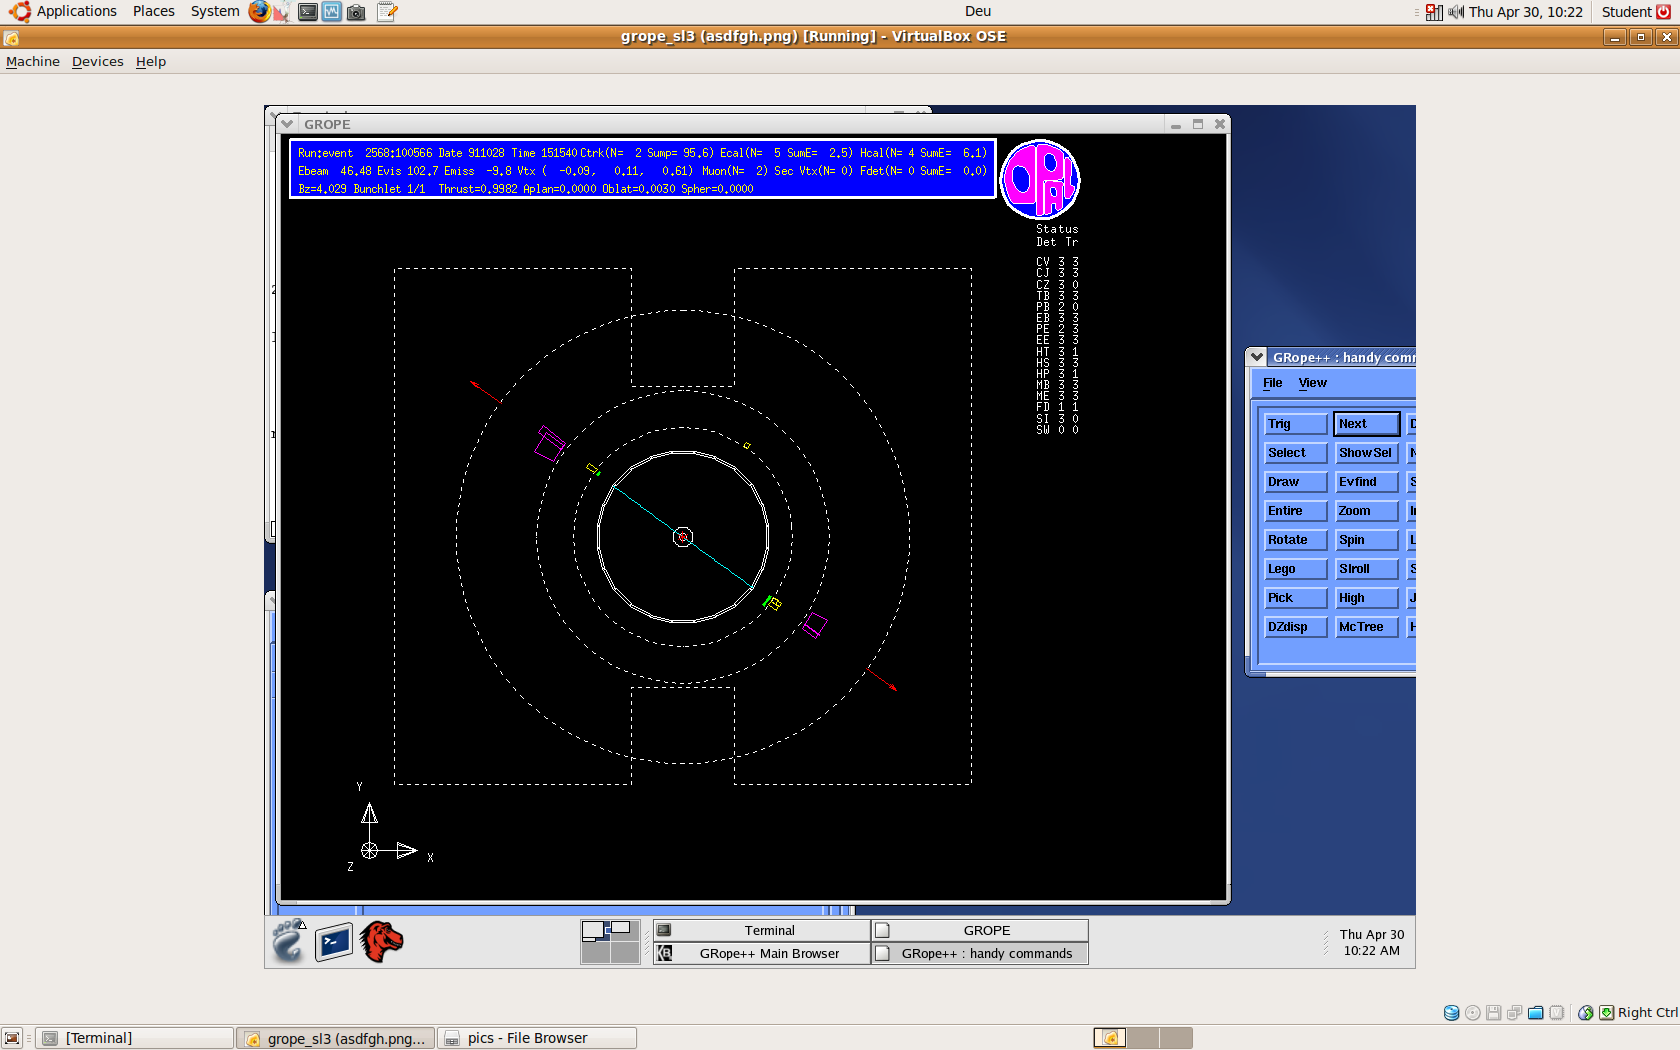 Applications Places System Deu Thu Apr 30, 10:22 Student
grope_sl3 (asdfgh.png) [Running] - VirtualBox OSE
Machine Devices Help
GROPE
Run:event 2568:100566 Date 911028 Time 151540 Ctrk(N= 2 Sump= 95.6) Ecal(N= 5 SumE= 2.5) Hcal(N= 4 SumE= 6.1)
Ebeam 46.48 Evis 102.7 Emiss -9.8 Vtx ( -0.09, 0.11, 0.61) Muon(N= 2) Sec Vtx(N= 0) Fdet(N= 0 SumE= 0.0)
Bz=4.029 Bunchlet 1/1 Thrust=0.9982 Aplan=0.0000 Oblat=0.0030 Spher=0.0000
OPAL
Status
Det Tr
CV 3 3
CJ 3 3
CZ 3 0
TB 3 3
PB 2 0
EB 3 3
PE 2 3
EE 3 3
HT 3 1
HS 3 3
HP 3 1
MB 3 3
ME 3 3
FD 1 1
SI 3 0
SW 0 0
Y
X
Z
GRope++ : handy comm
File View
Trig Next
Select ShowSel
Draw Evfind
Entire Zoom
Rotate Spin
Lego Slroll
Pick High
DZdisp McTree
Terminal GROPE
GRope++ Main Browser GRope++ : handy commands
Thu Apr 30
10:22 AM
Right Ctrl
[Terminal] grope_sl3 (asdfgh.png... pics - File Browser